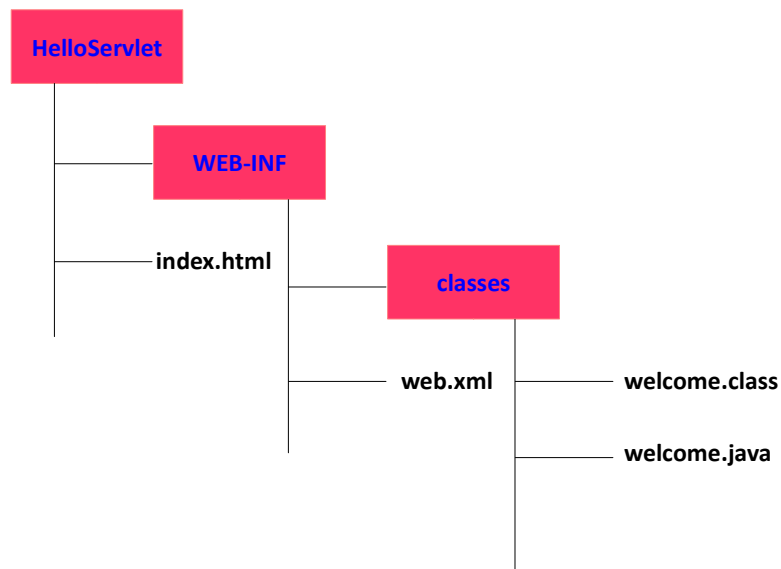 HelloServlet
WEB-INF
index.html
classes
web.xml
welcome.class
welcome.java